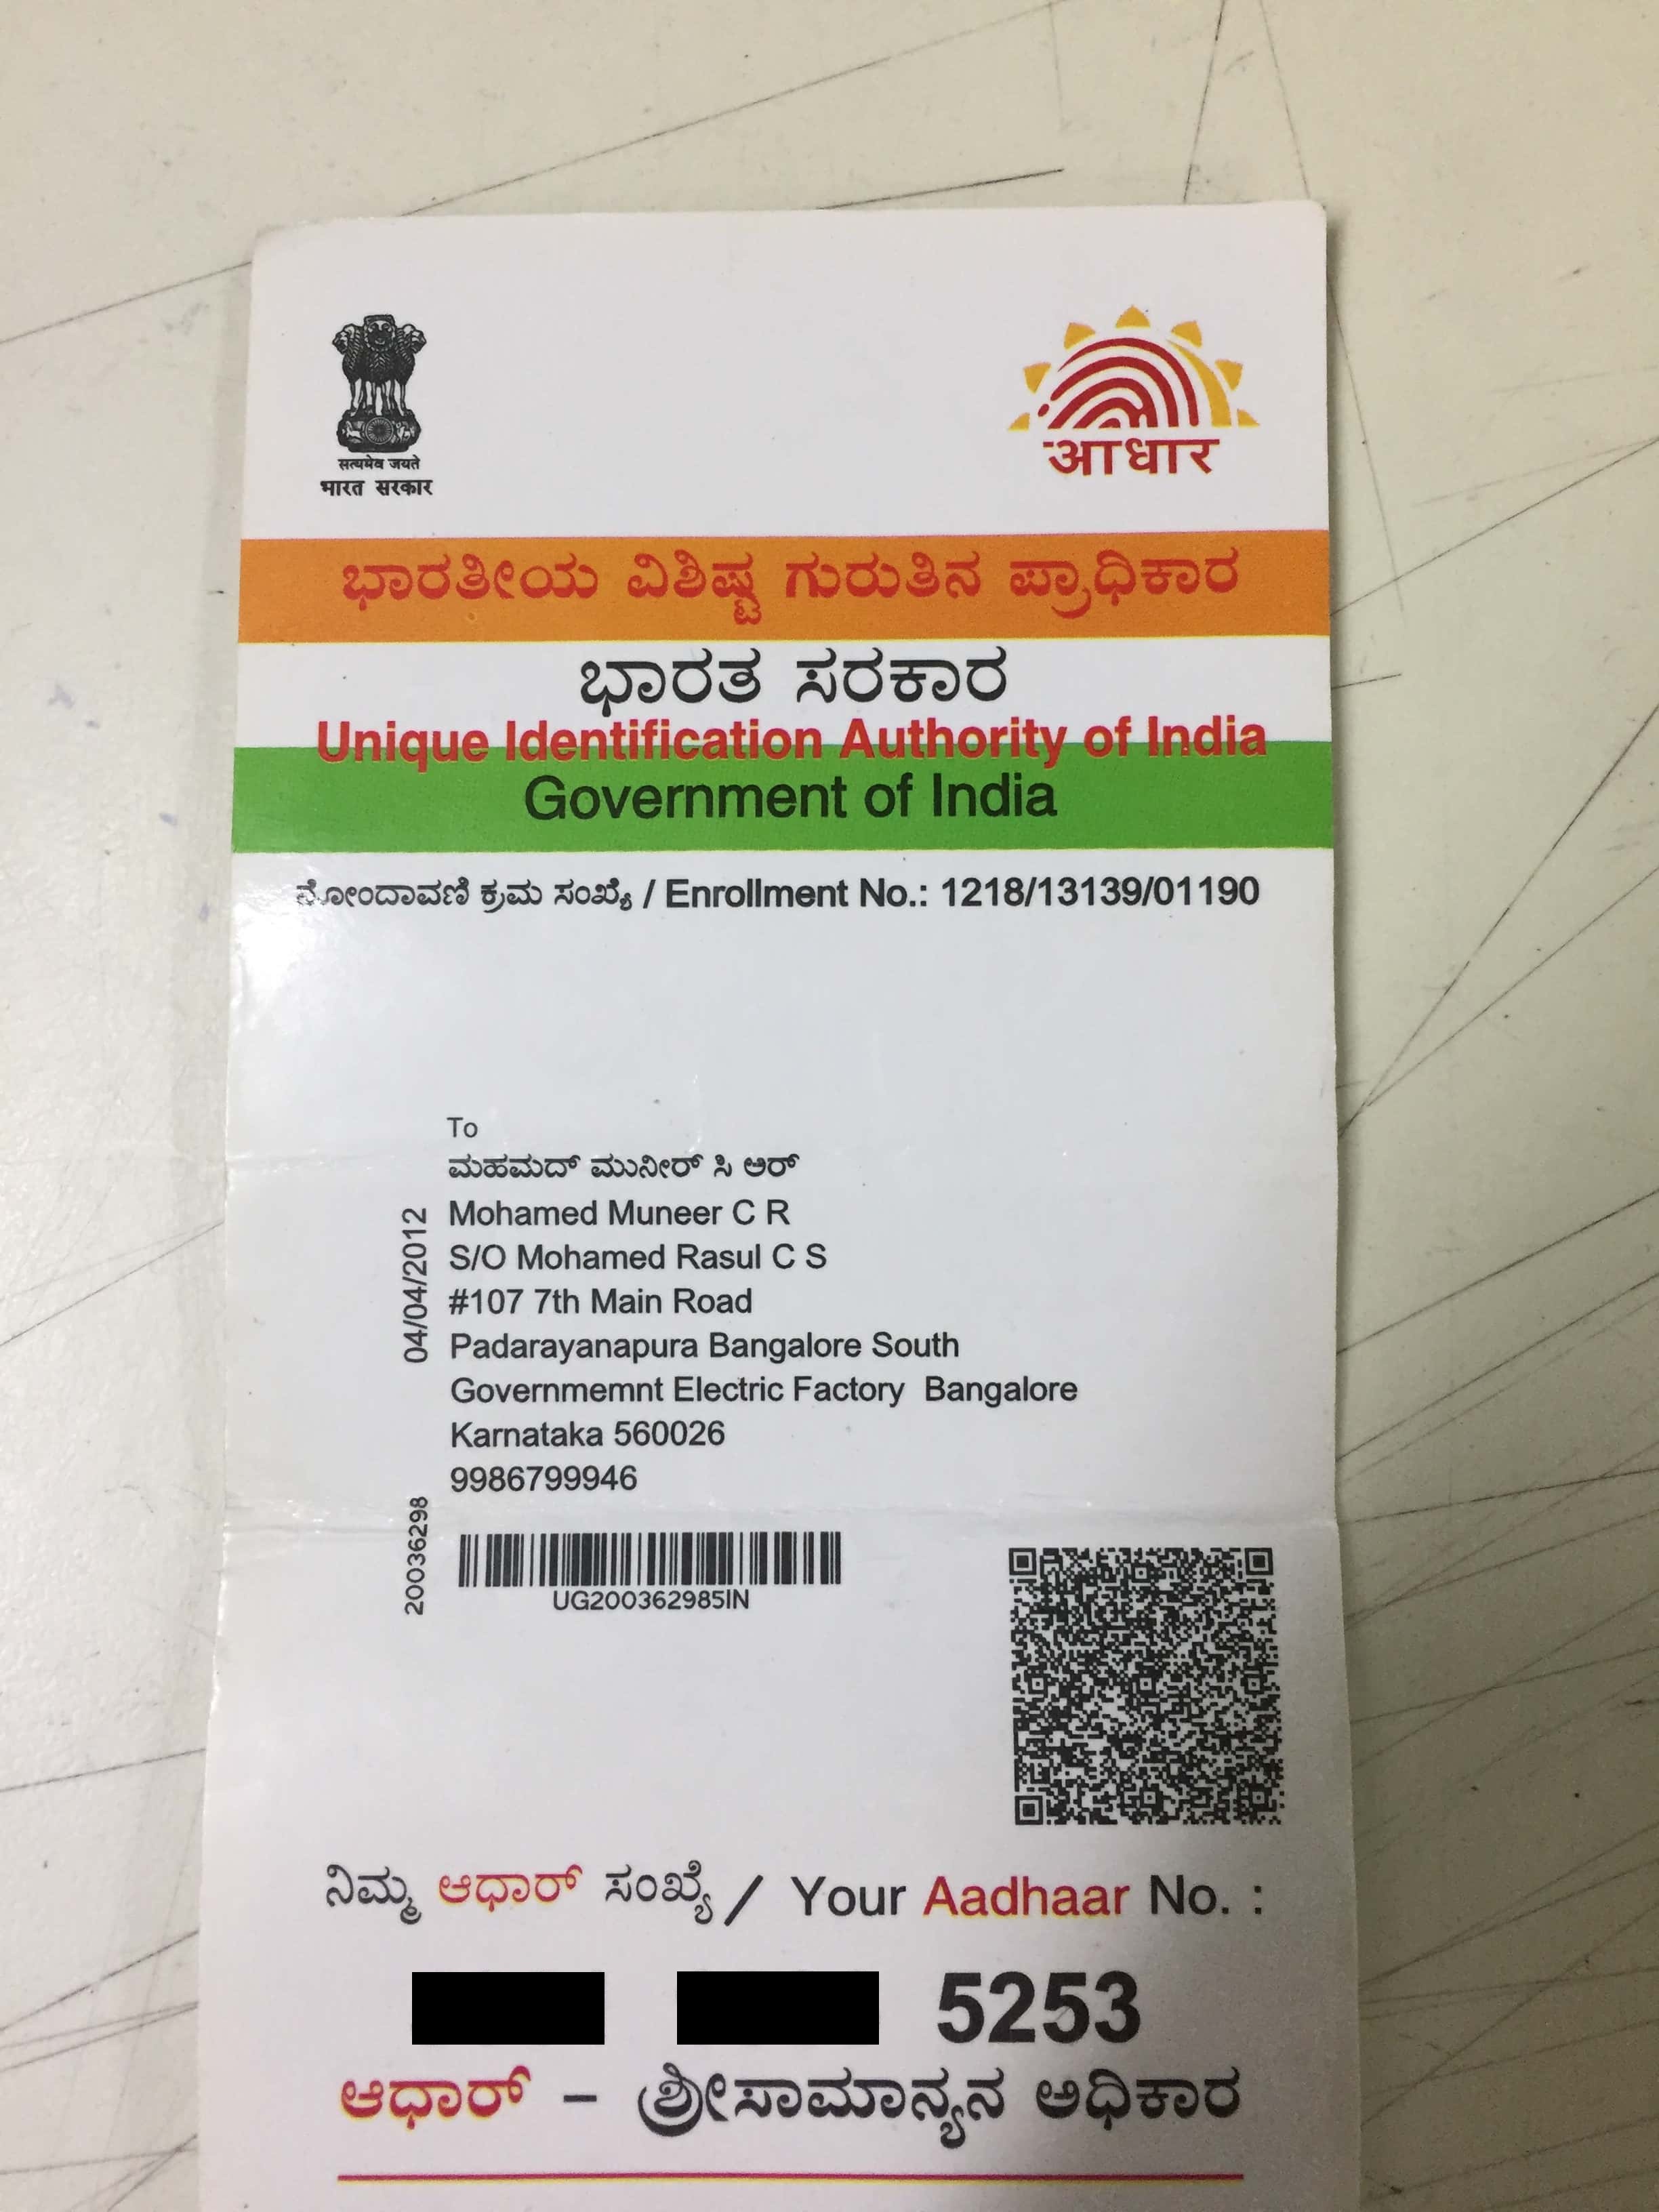 सत्यमेव जयते
भारत सरकार
आधार
ಭಾರತೀಯ ವಿಶಿಷ್ಟ ಗುರುತಿನ ಪ್ರಾಧಿಕಾರ
ಭಾರತ ಸರಕಾರ
Unique Identification Authority of India
Government of India
ನೋಂದಾವಣಿ ಕ್ರಮ ಸಂಖ್ಯೆ / Enrollment No.: 1218/13139/01190
To
ಮಹಮದ್ ಮುನೀರ್ ಸಿ ಆರ್
Mohamed Muneer C R
S/O Mohamed Rasul C S
#107 7th Main Road
Padarayanapura Bangalore South
Governmemnt Electric Factory Bangalore
Karnataka 560026
9986799946
04/04/2012
20036298
UG200362985IN
ನಿಮ್ಮ ಆಧಾರ್ ಸಂಖ್ಯೆ / Your Aadhaar No. :
5253
ಆಧಾರ್ – ಶ್ರೀಸಾಮಾನ್ಯನ ಅಧಿಕಾರ